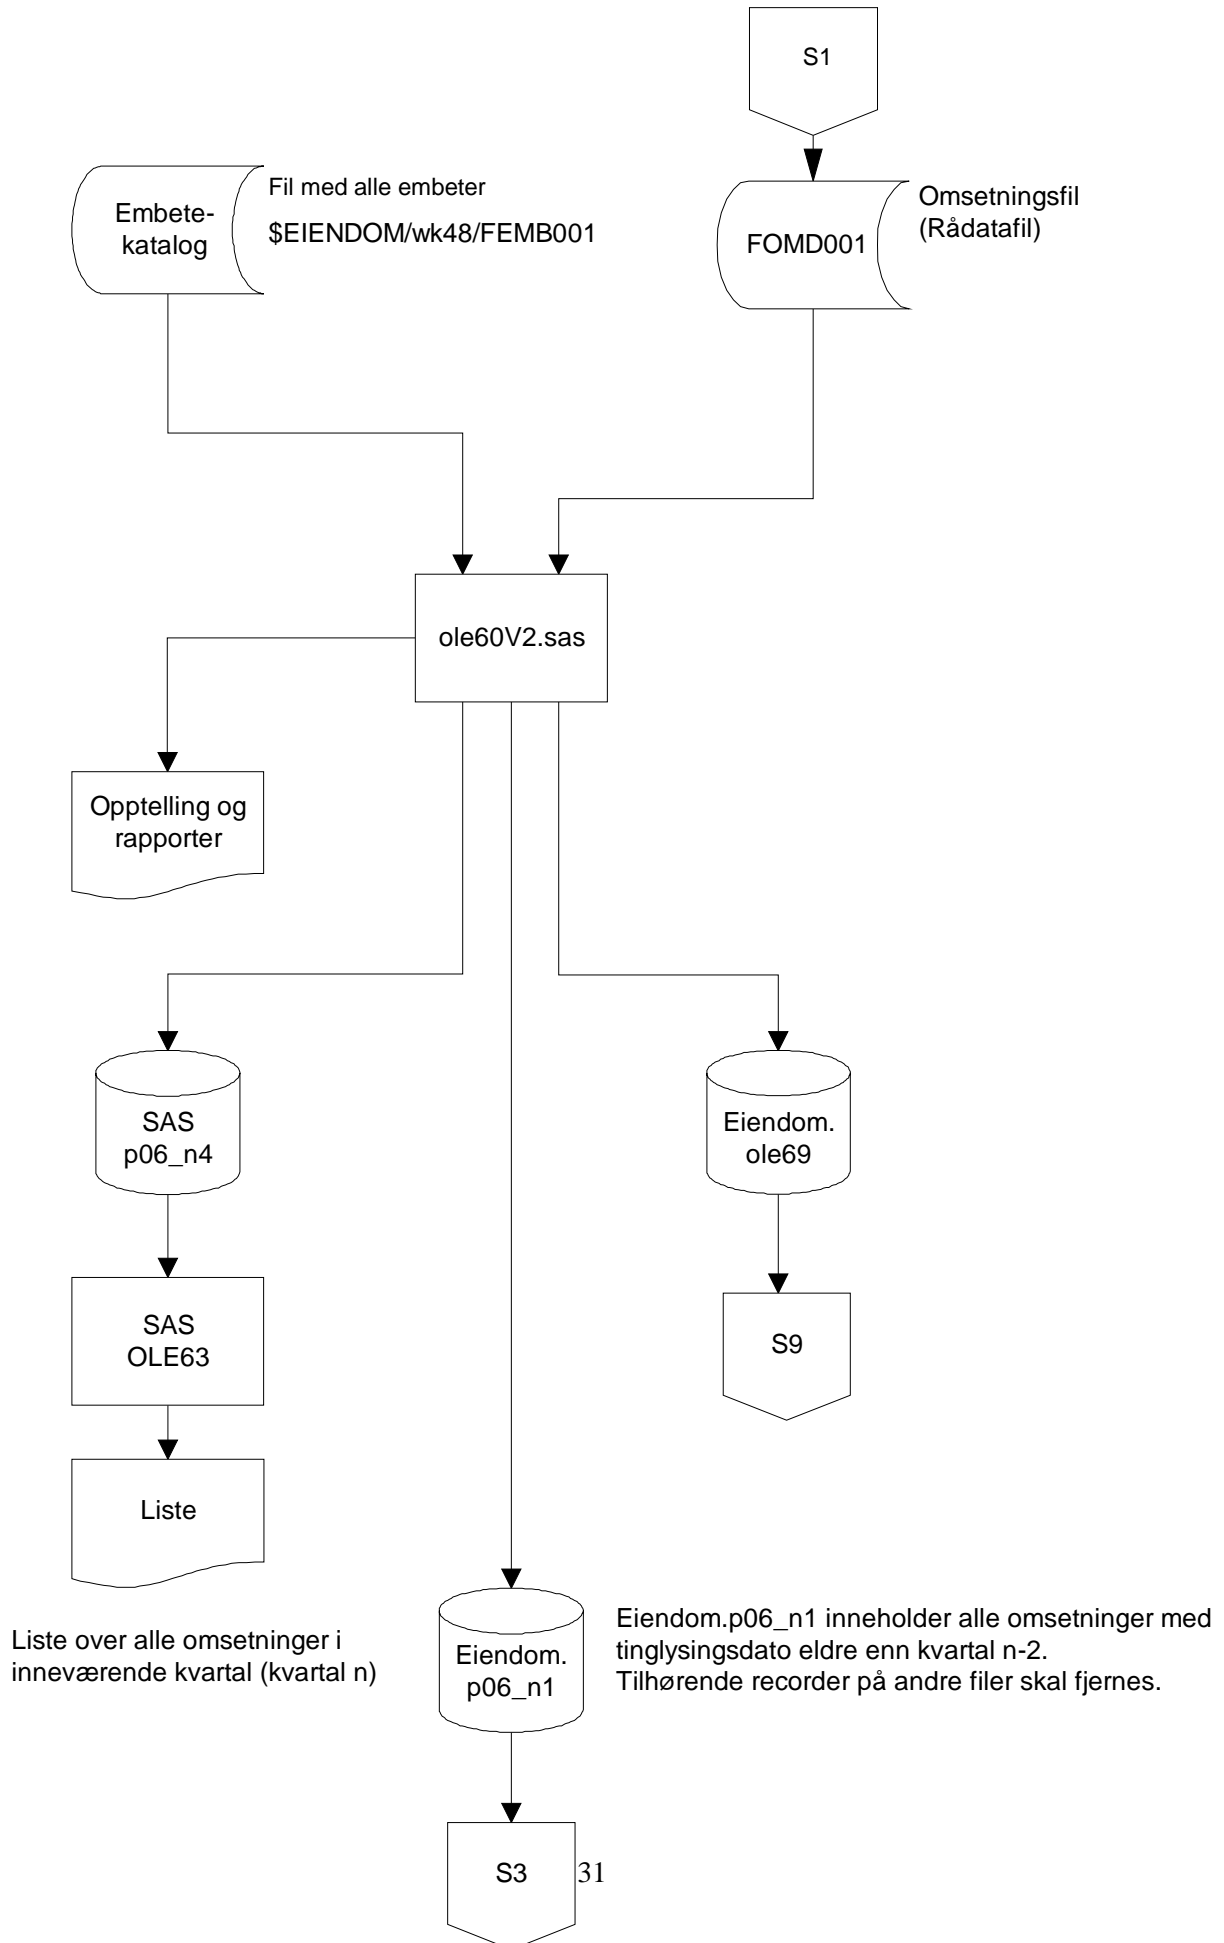 S1
Embete-
katalog
Fil med alle embeter
$EIENDOM/wk48/FEMB001
FOMD001
Omsetningsfil
(Rådatafil)
ole60V2.sas
Opptelling og
rapporter
SAS
p06_n4
Eiendom.
ole69
SAS
OLE63
S9
Liste
Liste over alle omsetninger i
inneværende kvartal (kvartal n)
Eiendom.
p06_n1
Eiendom.p06_n1 inneholder alle omsetninger med
tinglysingsdato eldre enn kvartal n-2.
Tilhørende recorder på andre filer skal fjernes.
S3
31